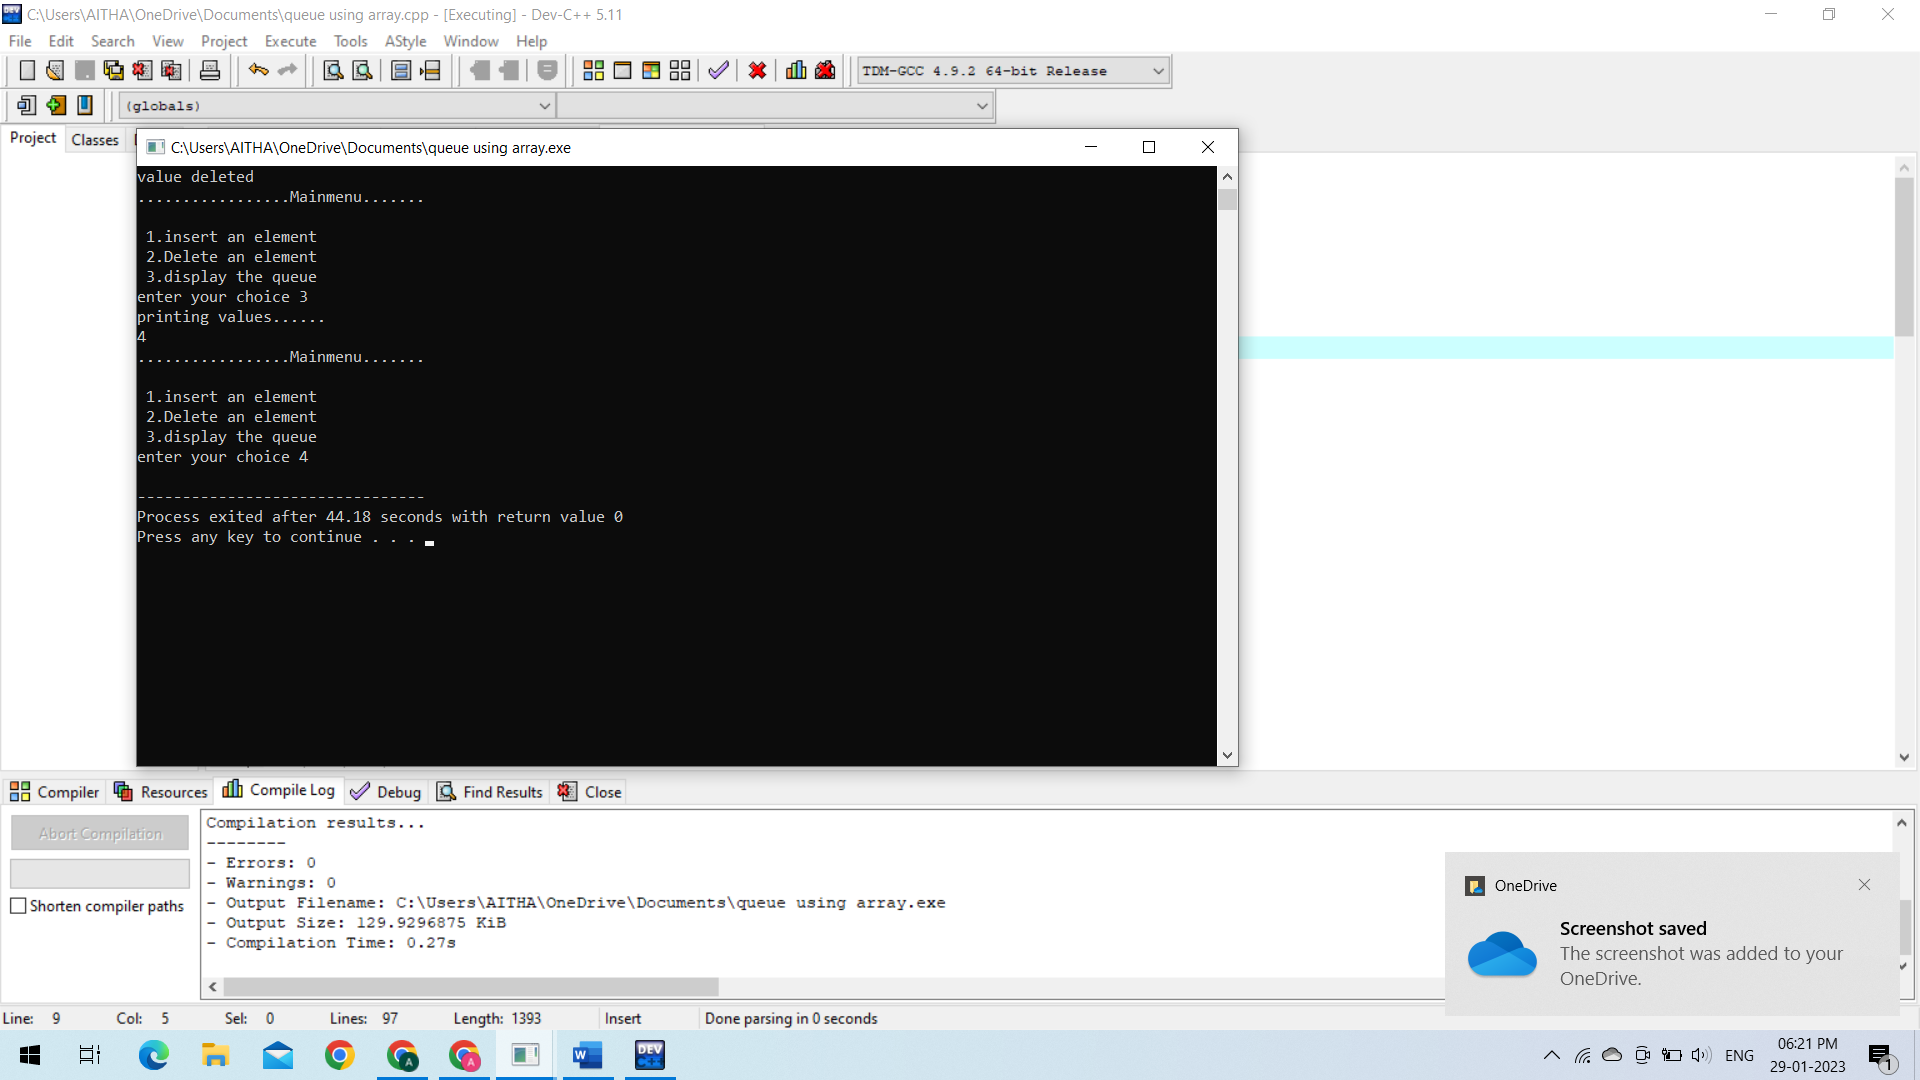 C:\Users\AITHA\OneDrive\Documents\queue using array.cpp - [Executing] - Dev-C++ 5.11
File Edit Search View Project Execute Tools AStyle Window Help
TDM-GCC 4.9.2 64-bit Release
(globals)
Project Classes
C:\Users\AITHA\OneDrive\Documents\queue using array.exe
value deleted
.................Mainmenu.......
1.insert an element
2.Delete an element
3.display the queue
enter your choice 3
printing values......
4
.................Mainmenu.......
1.insert an element
2.Delete an element
3.display the queue
enter your choice 4
--------------------------------
Process exited after 44.18 seconds with return value 0
Press any key to continue . . .
Compiler Resources Compile Log Debug Find Results Close
Abort Compilation
Shorten compiler paths
Compilation results...
--------
- Errors: 0
- Warnings: 0
- Output Filename: C:\Users\AITHA\OneDrive\Documents\queue using array.exe
- Output Size: 129.9296875 KiB
- Compilation Time: 0.27s
OneDrive
Screenshot saved
The screenshot was added to your
OneDrive.
Line: 9 Col: 5 Sel: 0 Lines: 97 Length: 1393 Insert Done parsing in 0 seconds
DEV
C++
W
A
A
ENG
06:21 PM
29-01-2023
1